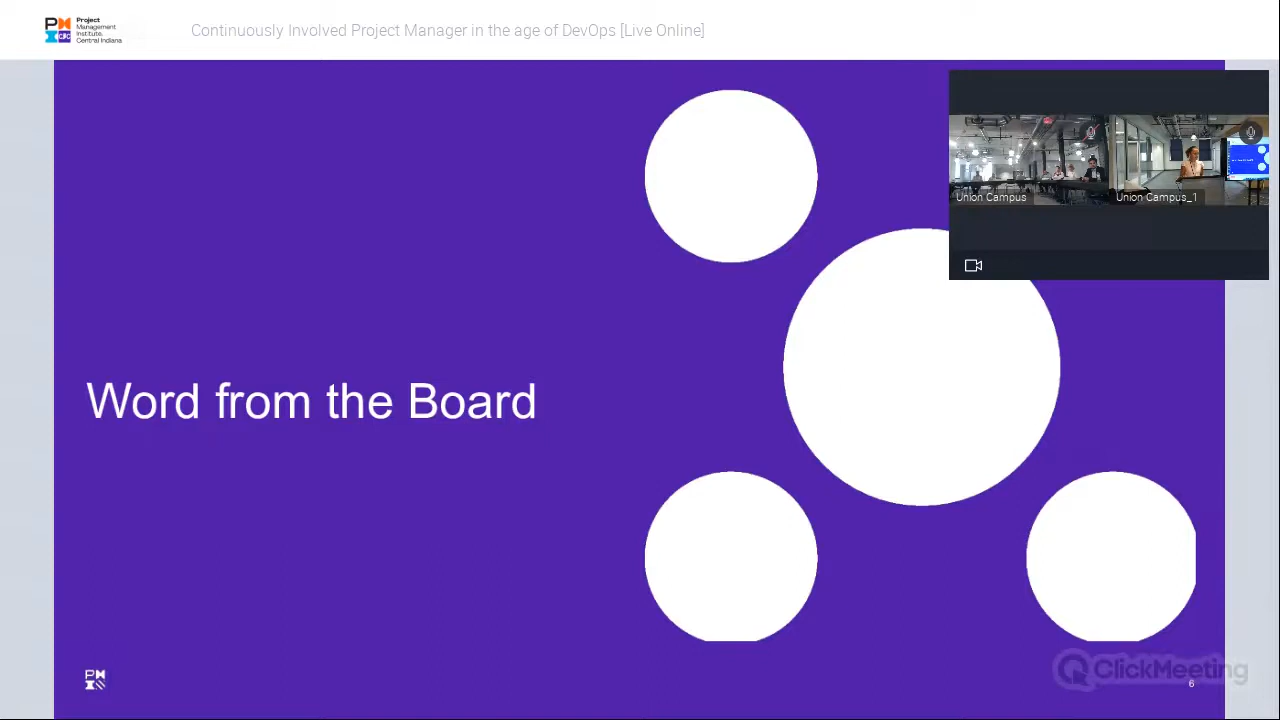 Project
Management
Institute.
Central Indiana
Continuously Involved Project Manager in the age of DevOps [Live Online]
Union Campus
Union Campus_1
Word from the Board
ClickMeeting
6